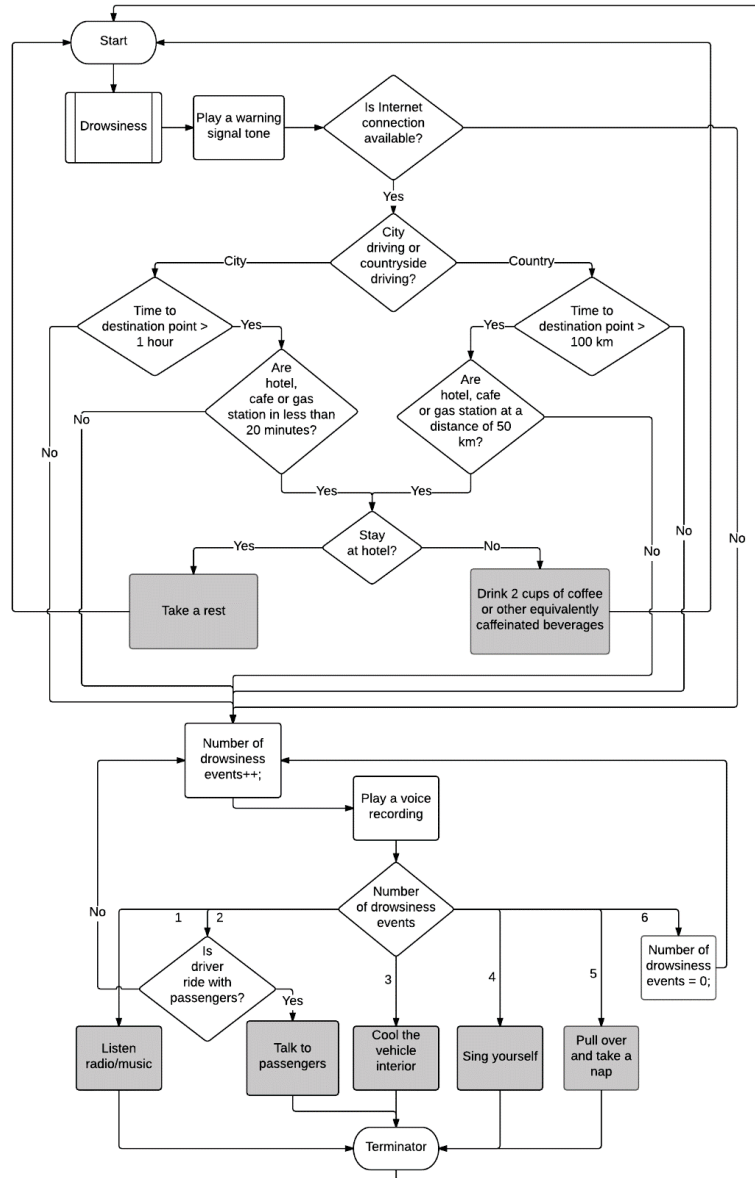 Start
Drowsiness
Play a warning
signal tone
Is Internet
connection
available?
Yes
City
driving or
countryside
driving?
City
Country
Time to
destination point >
1 hour
Yes
Yes
Time to
destination point >
100 km
Are
hotel,
cafe or gas
station in less than
20 minutes?
Are
hotel, cafe
or gas station at a
distance of 50
km?
No
No
Yes
Yes
No
No
No
Stay
at hotel?
Yes
No
Take a rest
Drink 2 cups of coffee
or other equivalently
caffeinated beverages
Number of
drowsiness
events++;
Play a voice
recording
Number
of drowsiness
events
No
1
2
3
4
5
6
Is
driver
ride with
passengers?
Yes
Number of
drowsiness
events = 0;
Listen
radio/music
Talk to
passengers
Cool the
vehicle
interior
Sing yourself
Pull over
and take a
nap
Terminator